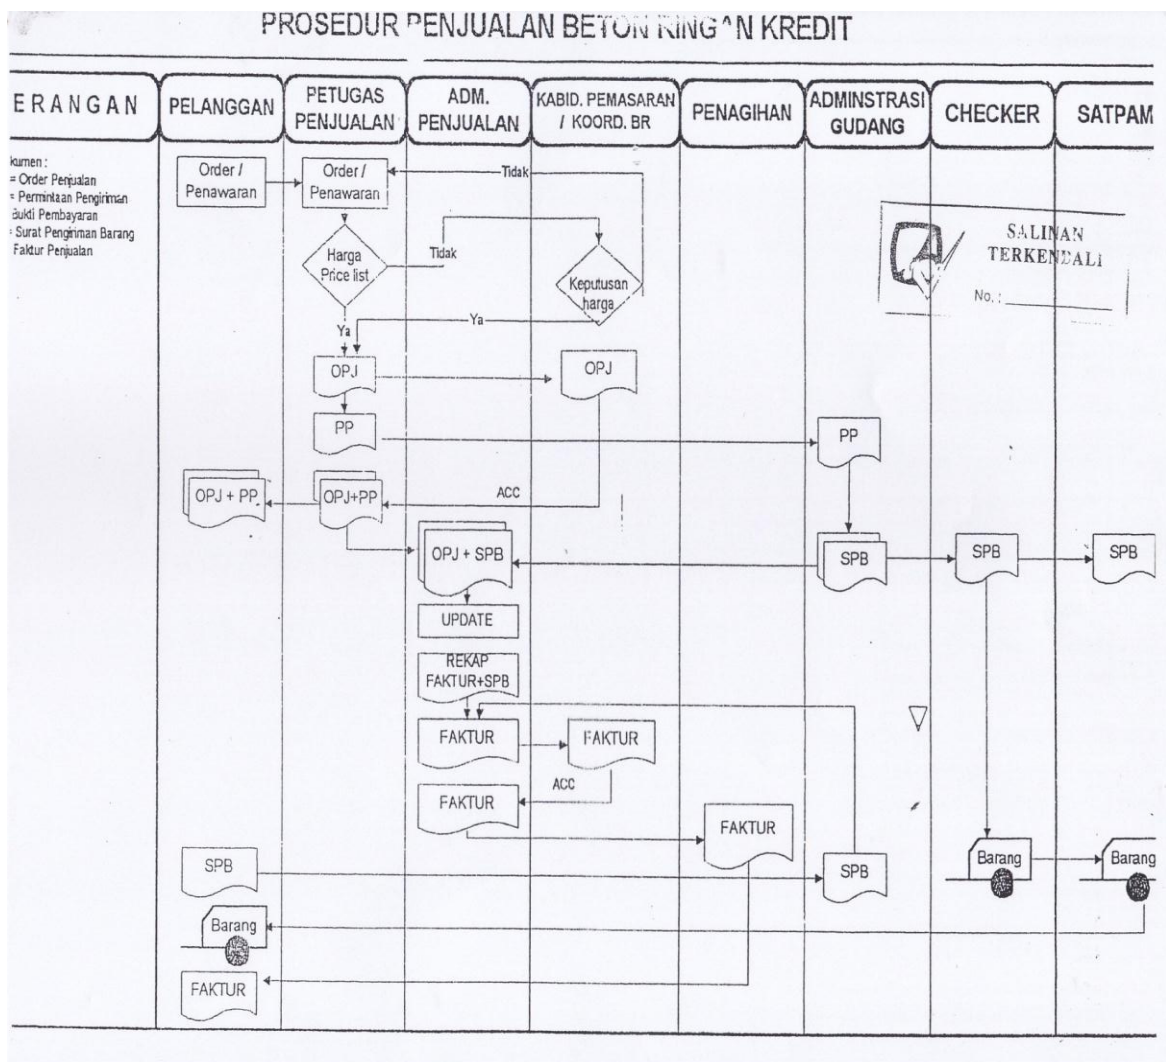 PROSEDUR PENJUALAN BETON RINGAN KREDIT
ERANGAN
PELANGGAN
PETUGAS
PENJUALAN
ADM.
PENJUALAN
KABID. PEMASARAN
/ KOORD. BR
PENAGIHAN
ADMINSTRASI
GUDANG
CHECKER
SATPAM
kumen :
= Order Penjualan
= Permintaan Pengiriman
Bukti Pembayaran
= Surat Pengiriman Barang
Faktur Penjualan
Order /
Penawaran
Order /
Penawaran
Tidak
SALINAN
TERKENDALI
No. :
Harga
Price list
Tidak
Keputusan
harga
Ya
Ya
OPJ
OPJ
PP
PP
OPJ + PP
OPJ+PP
ACC
OPJ + SPB
SPB
SPB
SPB
UPDATE
REKAP
FAKTUR+SPB
FAKTUR
FAKTUR
ACC
FAKTUR
FAKTUR
SPB
SPB
Barang
Barang
Barang
FAKTUR